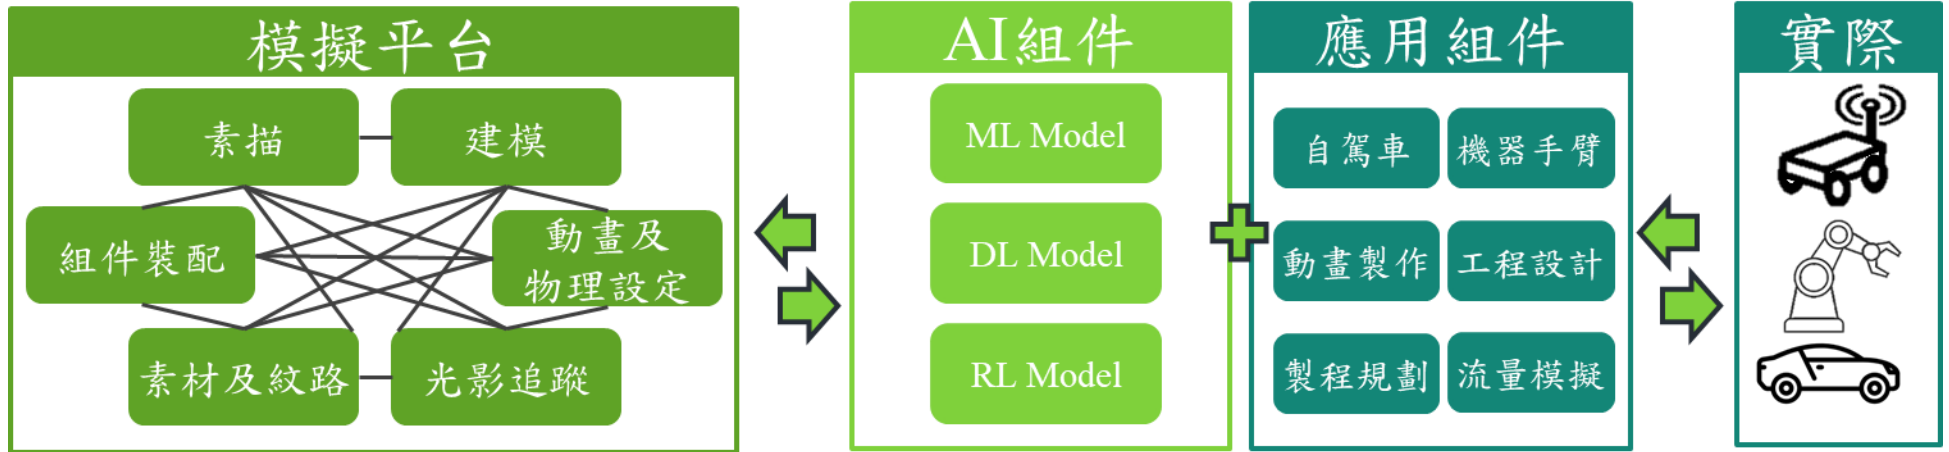 模擬平台
素描
建模
組件裝配
動畫及
物理設定
素材及紋路
光影追蹤
AI組件
ML Model
DL Model
RL Model
應用組件
自駕車
機器手臂
動畫製作
工程設計
製程規劃
流量模擬
實際